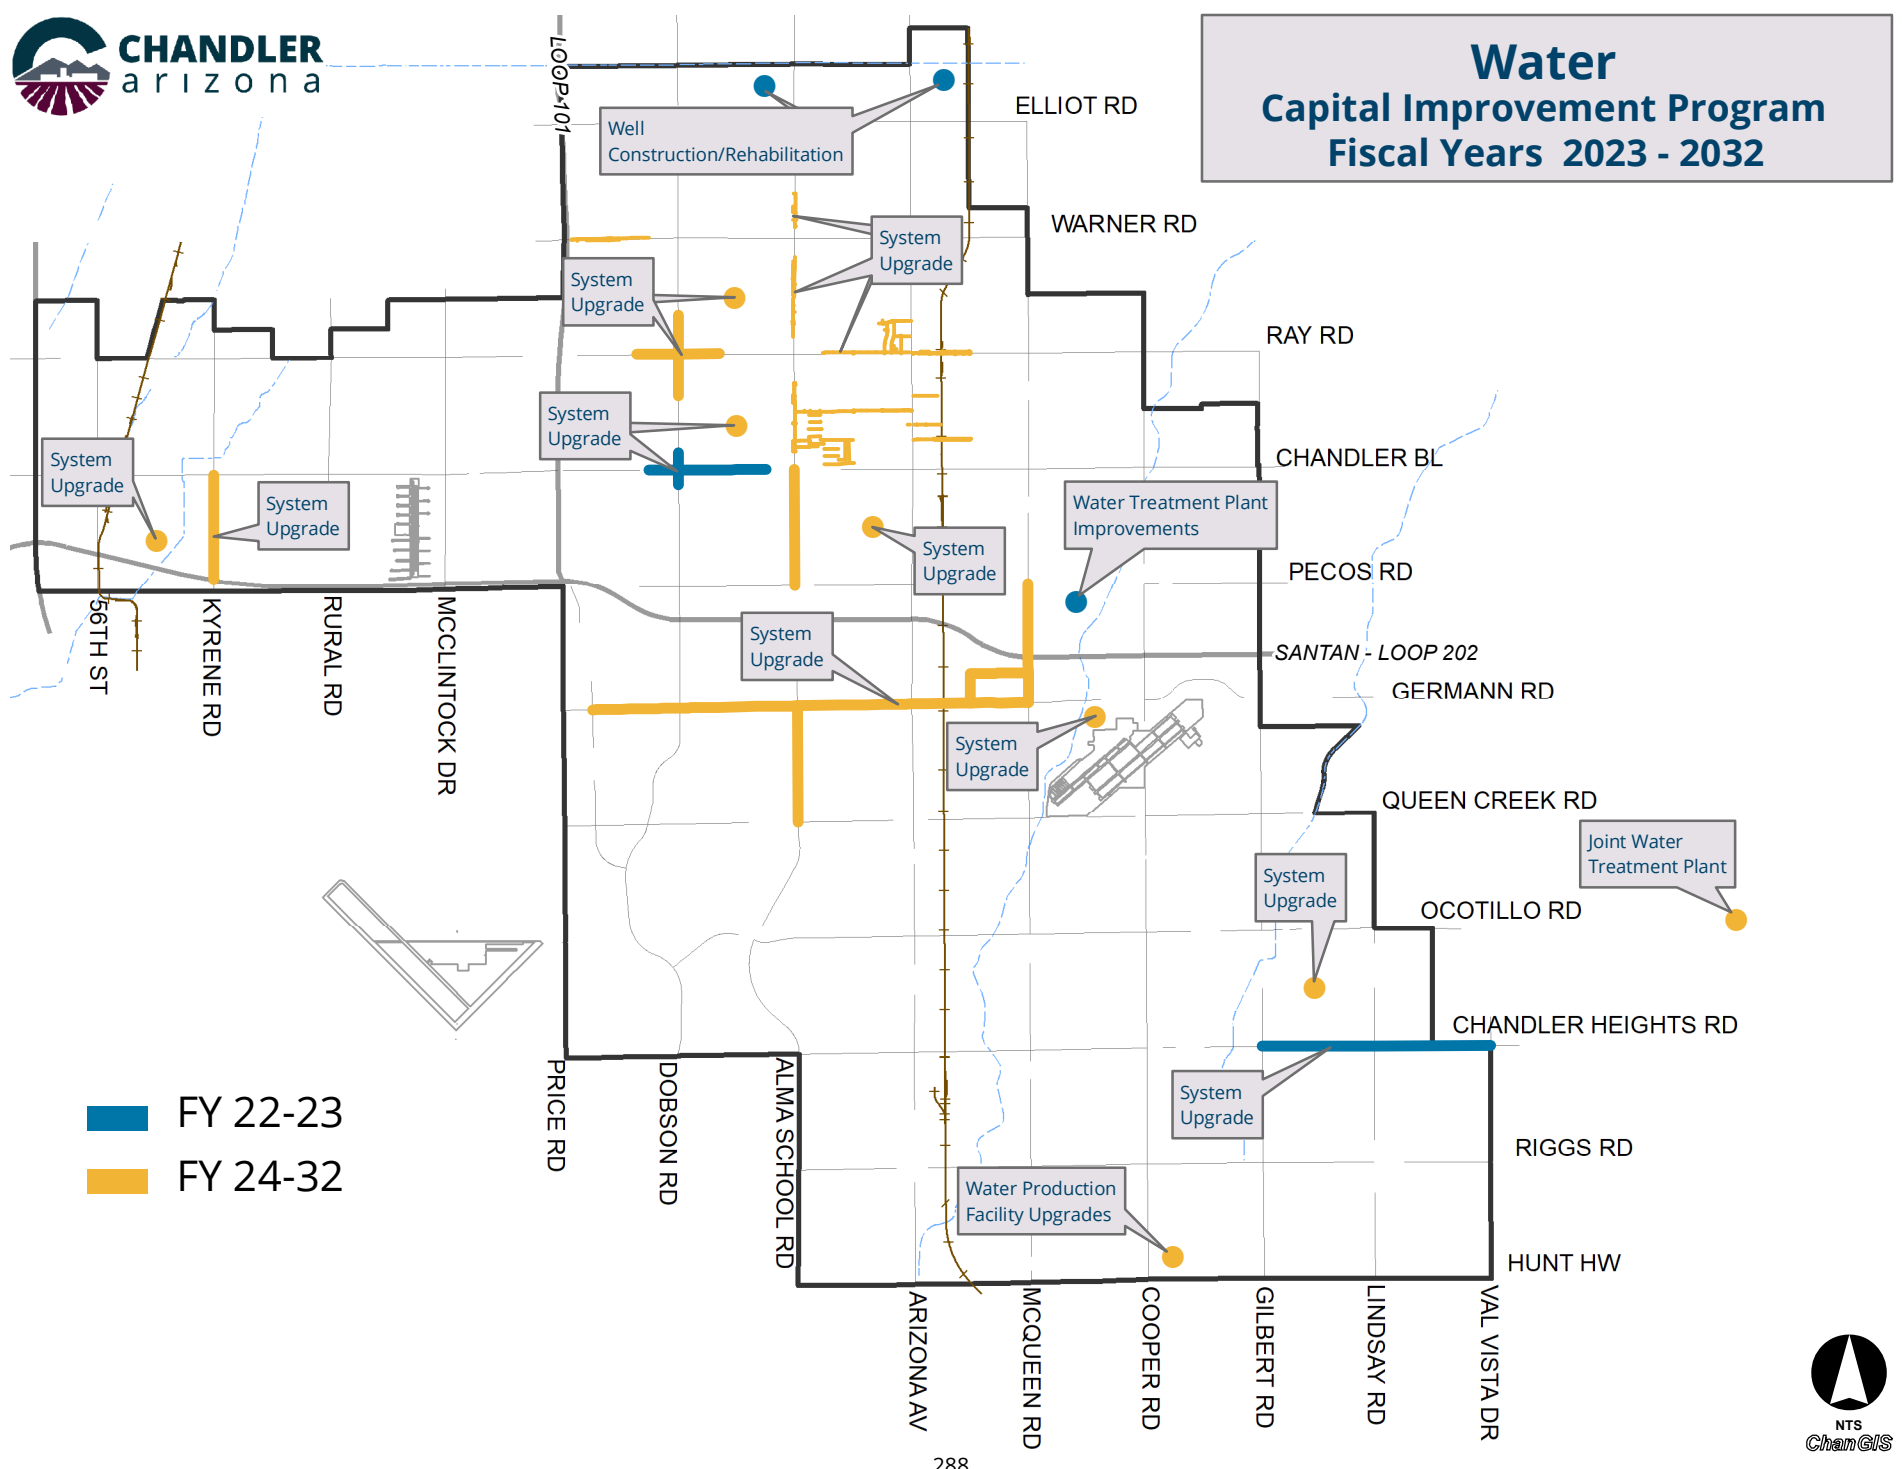 CHANDLER
arizona
Water
Capital Improvement Program
Fiscal Years 2023 - 2032
LOOP 101
ELLIOT RD
Well
Construction/Rehabilitation
WARNER RD
System
Upgrade
System
Upgrade
RAY RD
System
Upgrade
System
Upgrade
CHANDLER BL
System
Upgrade
Water Treatment Plant
Improvements
System
Upgrade
PECOS RD
56TH ST
KYRENE RD
RURAL RD
MCCLINTOCK DR
System
Upgrade
SANTAN - LOOP 202
GERMANN RD
System
Upgrade
QUEEN CREEK RD
Joint Water
Treatment Plant
System
Upgrade
OCOTILLO RD
CHANDLER HEIGHTS RD
PRICE RD
DOBSON RD
ALMA SCHOOL RD
System
Upgrade
FY 22-23
FY 24-32
RIGGS RD
Water Production
Facility Upgrades
HUNT HW
ARIZONA AV
MCQUEEN RD
COOPER RD
GILBERT RD
LINDSAY RD
VAL VISTA DR
NTS
ChanGIS
288